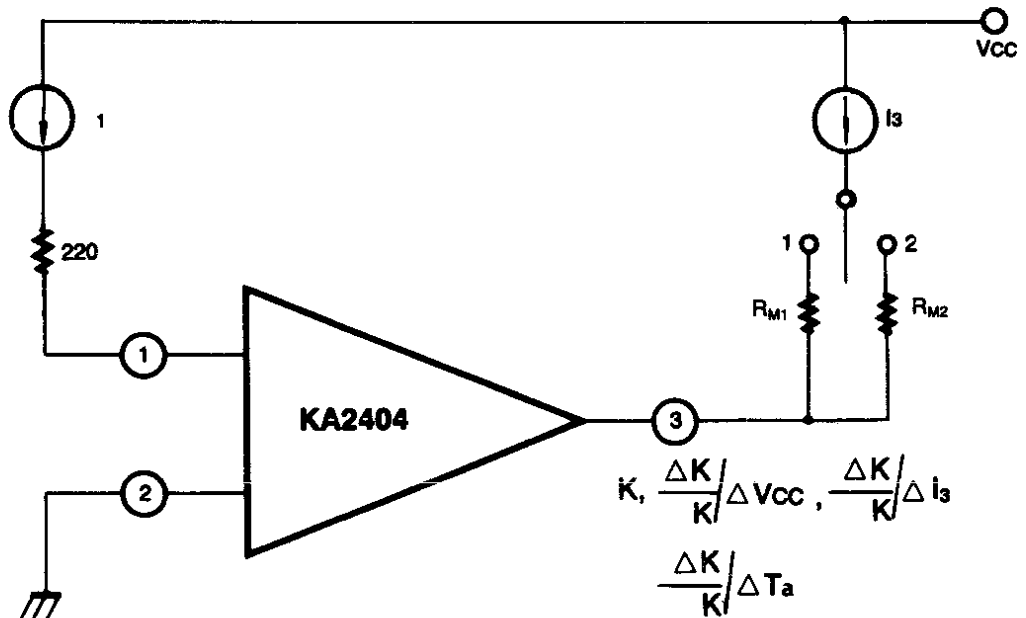 VCC
1
I3
220
1
2
RM1
RM2
1
KA2404
3
2
K, ΔK/K/ΔVCC, ΔK/K/Δi3
ΔK/K/ΔTa